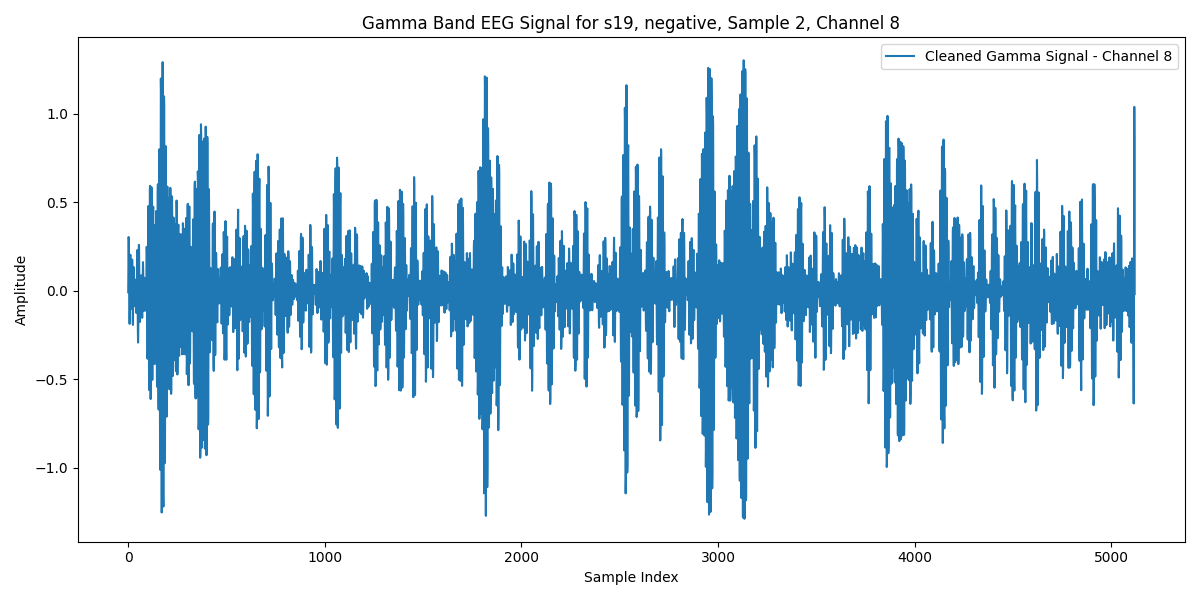 Gamma Band EEG Signal for s19, negative, Sample 2, Channel 8
Cleaned Gamma Signal - Channel 8
Amplitude
1.0
0.5
0.0
−0.5
−1.0
0 1000 2000 3000 4000 5000
Sample Index